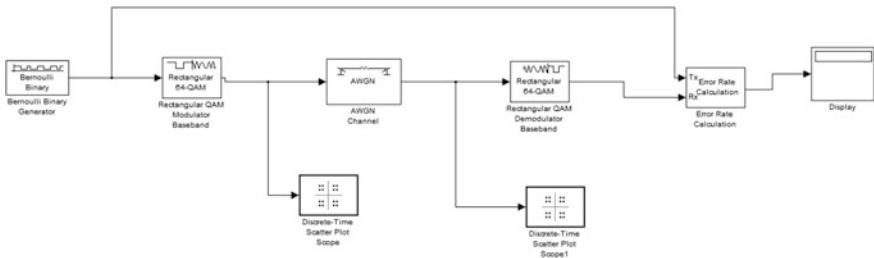 Bernoulli
Binary
Bernoulli Binary
Generator
Rectangular
64-QAM
Rectangular QAM
Modulator
Baseband
AWGN
AWGN
Channel
Rectangular
64-QAM
Rectangular QAM
Demodulator
Baseband
Tx
Rx
Error Rate
Calculation
Error Rate
Calculation
Display
Discrete-Time
Scatter Plot
Scope
Discrete-Time
Scatter Plot
Scope1